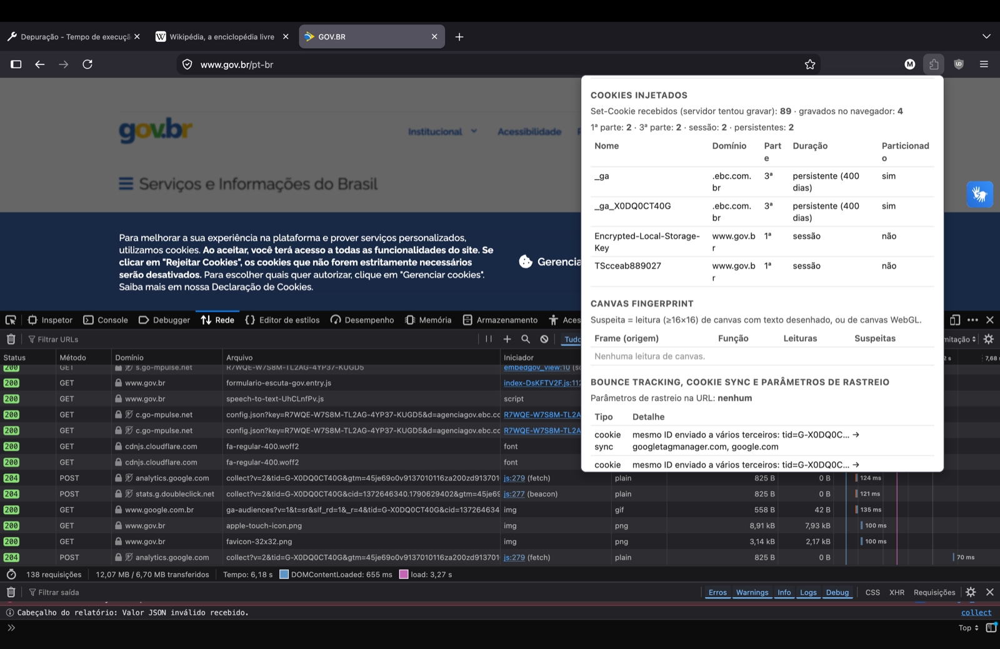 Depuração - Tempo de execuçã
Wikipédia, a enciclopédia livre
GOV.BR
www.gov.br/pt-br
M
gov.br
Institucional
Acessibilidade
Serviços e Informações do Brasil
Para melhorar a sua experiência na plataforma e prover serviços personalizados,
utilizamos cookies. Ao aceitar, você terá acesso a todas as funcionalidades do site. Se
clicar em "Rejeitar Cookies", os cookies que não forem estritamente necessários
serão desativados. Para escolher quais quer autorizar, clique em "Gerenciar cookies".
Saiba mais em nossa Declaração de Cookies.
Gerencia
COOKIES INJETADOS
Set-Cookie recebidos (servidor tentou gravar): 89 · gravados no navegador: 4
1ª parte: 2 · 3ª parte: 2 · sessão: 2 · persistentes: 2
Nome Domínio Part Duração Particionad
e o
_ga .ebc.com. 3ª persistente (400 sim
br dias)
_ga_X0DQ0CT40G .ebc.com. 3ª persistente (400 sim
br dias)
Encrypted-Local-Storage- www.gov.b 1ª sessão não
Key r
TScceab889027 www.gov.b 1ª sessão não
r
CANVAS FINGERPRINT
Suspeita = leitura (≥16×16) de canvas com texto desenhado, ou de canvas WebGL.
Frame (origem) Função Leituras Suspeitas
Nenhuma leitura de canvas.
BOUNCE TRACKING, COOKIE SYNC E PARÂMETROS DE RASTREIO
Parâmetros de rastreio na URL: nenhum
Tipo Detalhe
cookie mesmo ID enviado a vários terceiros: tid=G-X0DQ0C... →
sync googletagmanager.com, google.com
cookie mesmo ID enviado a vários terceiros: tid=G-X0DQ0C... →
Inspetor Console Debugger Rede Editor de estilos Desempenho Memória Armazenamento Aces
Filtrar URLs Tudo mitação
Status Método Domínio Arquivo Iniciador 2 s 7,68
200 GET s.go-mpulse.net R7WQE-W7S8M-TL2AG-4YP37-KUGD5 embedgov_view:10 (sc
200 GET www.gov.br formulario-escuta-gov.entry.js index-DsKFTV2F.js:112
200 GET www.gov.br speech-to-text-UhCLnfPv.js script
200 GET c.go-mpulse.net config.json?key=R7WQE-W7S8M-TL2AG-4YP37-KUGD5&d=agenciagov.ebc.co R7WQE-W7S8M-TL2A
200 GET c.go-mpulse.net config.json?key=R7WQE-W7S8M-TL2AG-4YP37-KUGD5&d=agenciagov.ebc.co R7WQE-W7S8M-TL2A
200 GET cdnjs.cloudflare.com fa-regular-400.woff2 font
200 GET cdnjs.cloudflare.com fa-regular-400.woff2 font
204 POST analytics.google.com collect?v=2&tid=G-X0DQ0CT40G&gtm=45je69o0v9137010116za200zd913701 js:279 (fetch) plain 825 B 0 B 124 ms
204 POST stats.g.doubleclick.net collect?v=2&tid=G-X0DQ0CT40G&cid=1372646340.1790629402&gtm=45je69 js:277 (beacon) plain 825 B 0 B 121 ms
200 GET www.google.com.br ga-audiences?v=1&t=sr&slf_rd=1&_r=4&tid=G-X0DQ0CT40G&cid=137264634 img gif 558 B 42 B 135 ms
200 GET www.gov.br apple-touch-icon.png img png 8,91 kB 7,93 kB 100 ms
200 GET www.gov.br favicon-32x32.png img png 3,14 kB 2,17 kB 100 ms
204 POST analytics.google.com collect?v=2&tid=G-X0DQ0CT40G&gtm=45je69o0v9137010116za200zd913701 js:279 (fetch) plain 825 B 0 B 70 ms
138 requisições 12,07 MB / 6,70 MB transferidos Tempo: 6,18 s DOMContentLoaded: 655 ms load: 3,27 s
Filtrar saída Erros Warnings Info Logs Debug CSS XHR Requisições
Cabeçalho do relatório: Valor JSON inválido recebido. collect
Top